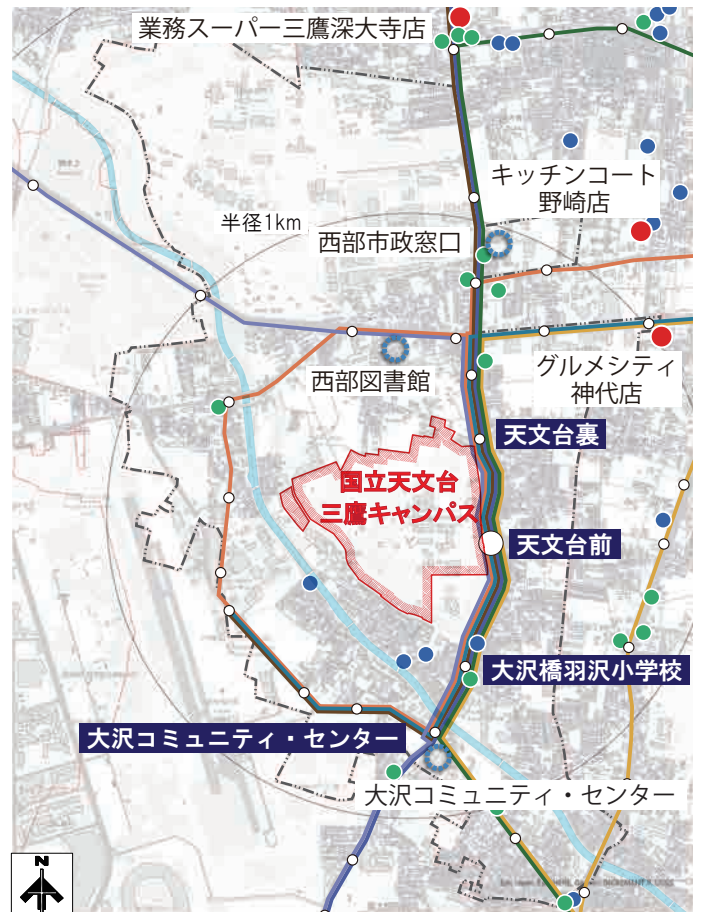 業務スーパー三鷹深大寺店
キッチンコート
野崎店
半径1km
西部市政窓口
グルメシティ
神代店
西部図書館
天文台裏
国立天文台
三鷹キャンパス
天文台前
大沢橋羽沢小学校
大沢コミュニティ・センター
大沢コミュニティ・センター
N